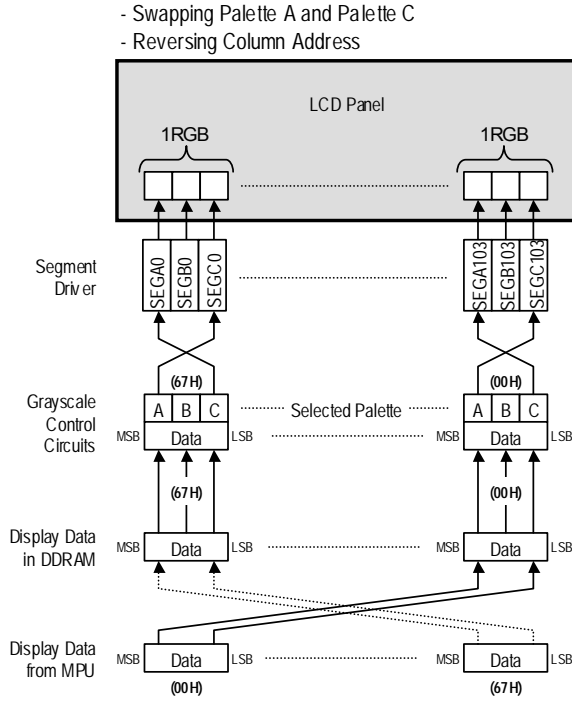 - Swapping Palette A and Palette C
- Reversing Column Address
LCD Panel
1RGB 1RGB
Segment
Driver
SEGA0 SEGB0 SEGC0 SEGA103 SEGB103 SEGC103
(67H) (00H)
Grayscale
Control
Circuits
A B C Selected Palette A B C
MSB Data LSB MSB Data LSB
(67H) (00H)
Display Data
in DDRAM
MSB Data LSB MSB Data LSB
Display Data
from MPU
MSB Data LSB MSB Data LSB
(00H) (67H)